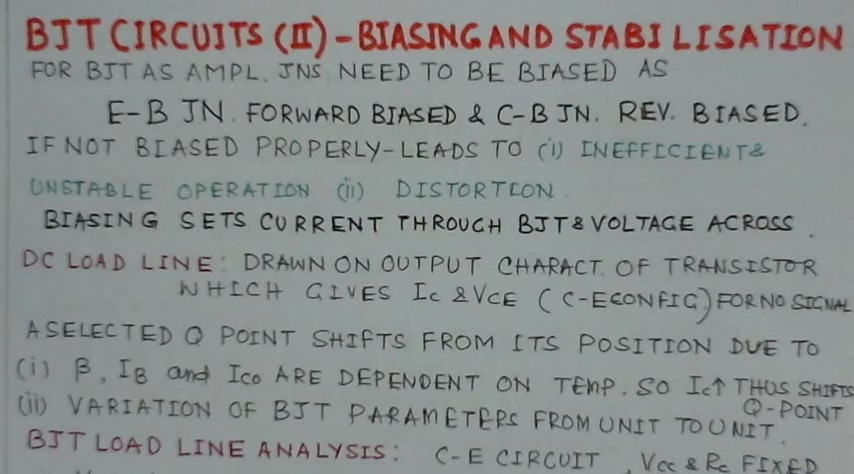 BJT CIRCUITS (II) - BIASING AND STABILISATION
FOR BJT AS AMPL. JNS NEED TO BE BIASED AS
E-B JN. FORWARD BIASED & C-B JN. REV. BIASED.
IF NOT BIASED PROPERLY-LEADS TO (i) INEFFICIENT &
UNSTABLE OPERATION (ii) DISTORTION.
BIASING SETS CURRENT THROUGH BJT & VOLTAGE ACROSS.
DC LOAD LINE: DRAWN ON OUTPUT CHARACT. OF TRANSISTOR
WHICH GIVES Ic & VCE (C-E CONFIG) FOR NO SIGNAL
A SELECTED Q POINT SHIFTS FROM ITS POSITION DUE TO
(i) β, IB and ICO ARE DEPENDENT ON TEMP. SO Ic↑ THUS SHIFTS
Q-POINT
(ii) VARIATION OF BJT PARAMETERS FROM UNIT TO UNIT.
BJT LOAD LINE ANALYSIS: C-E CIRCUIT, Vcc & Rc FIXED